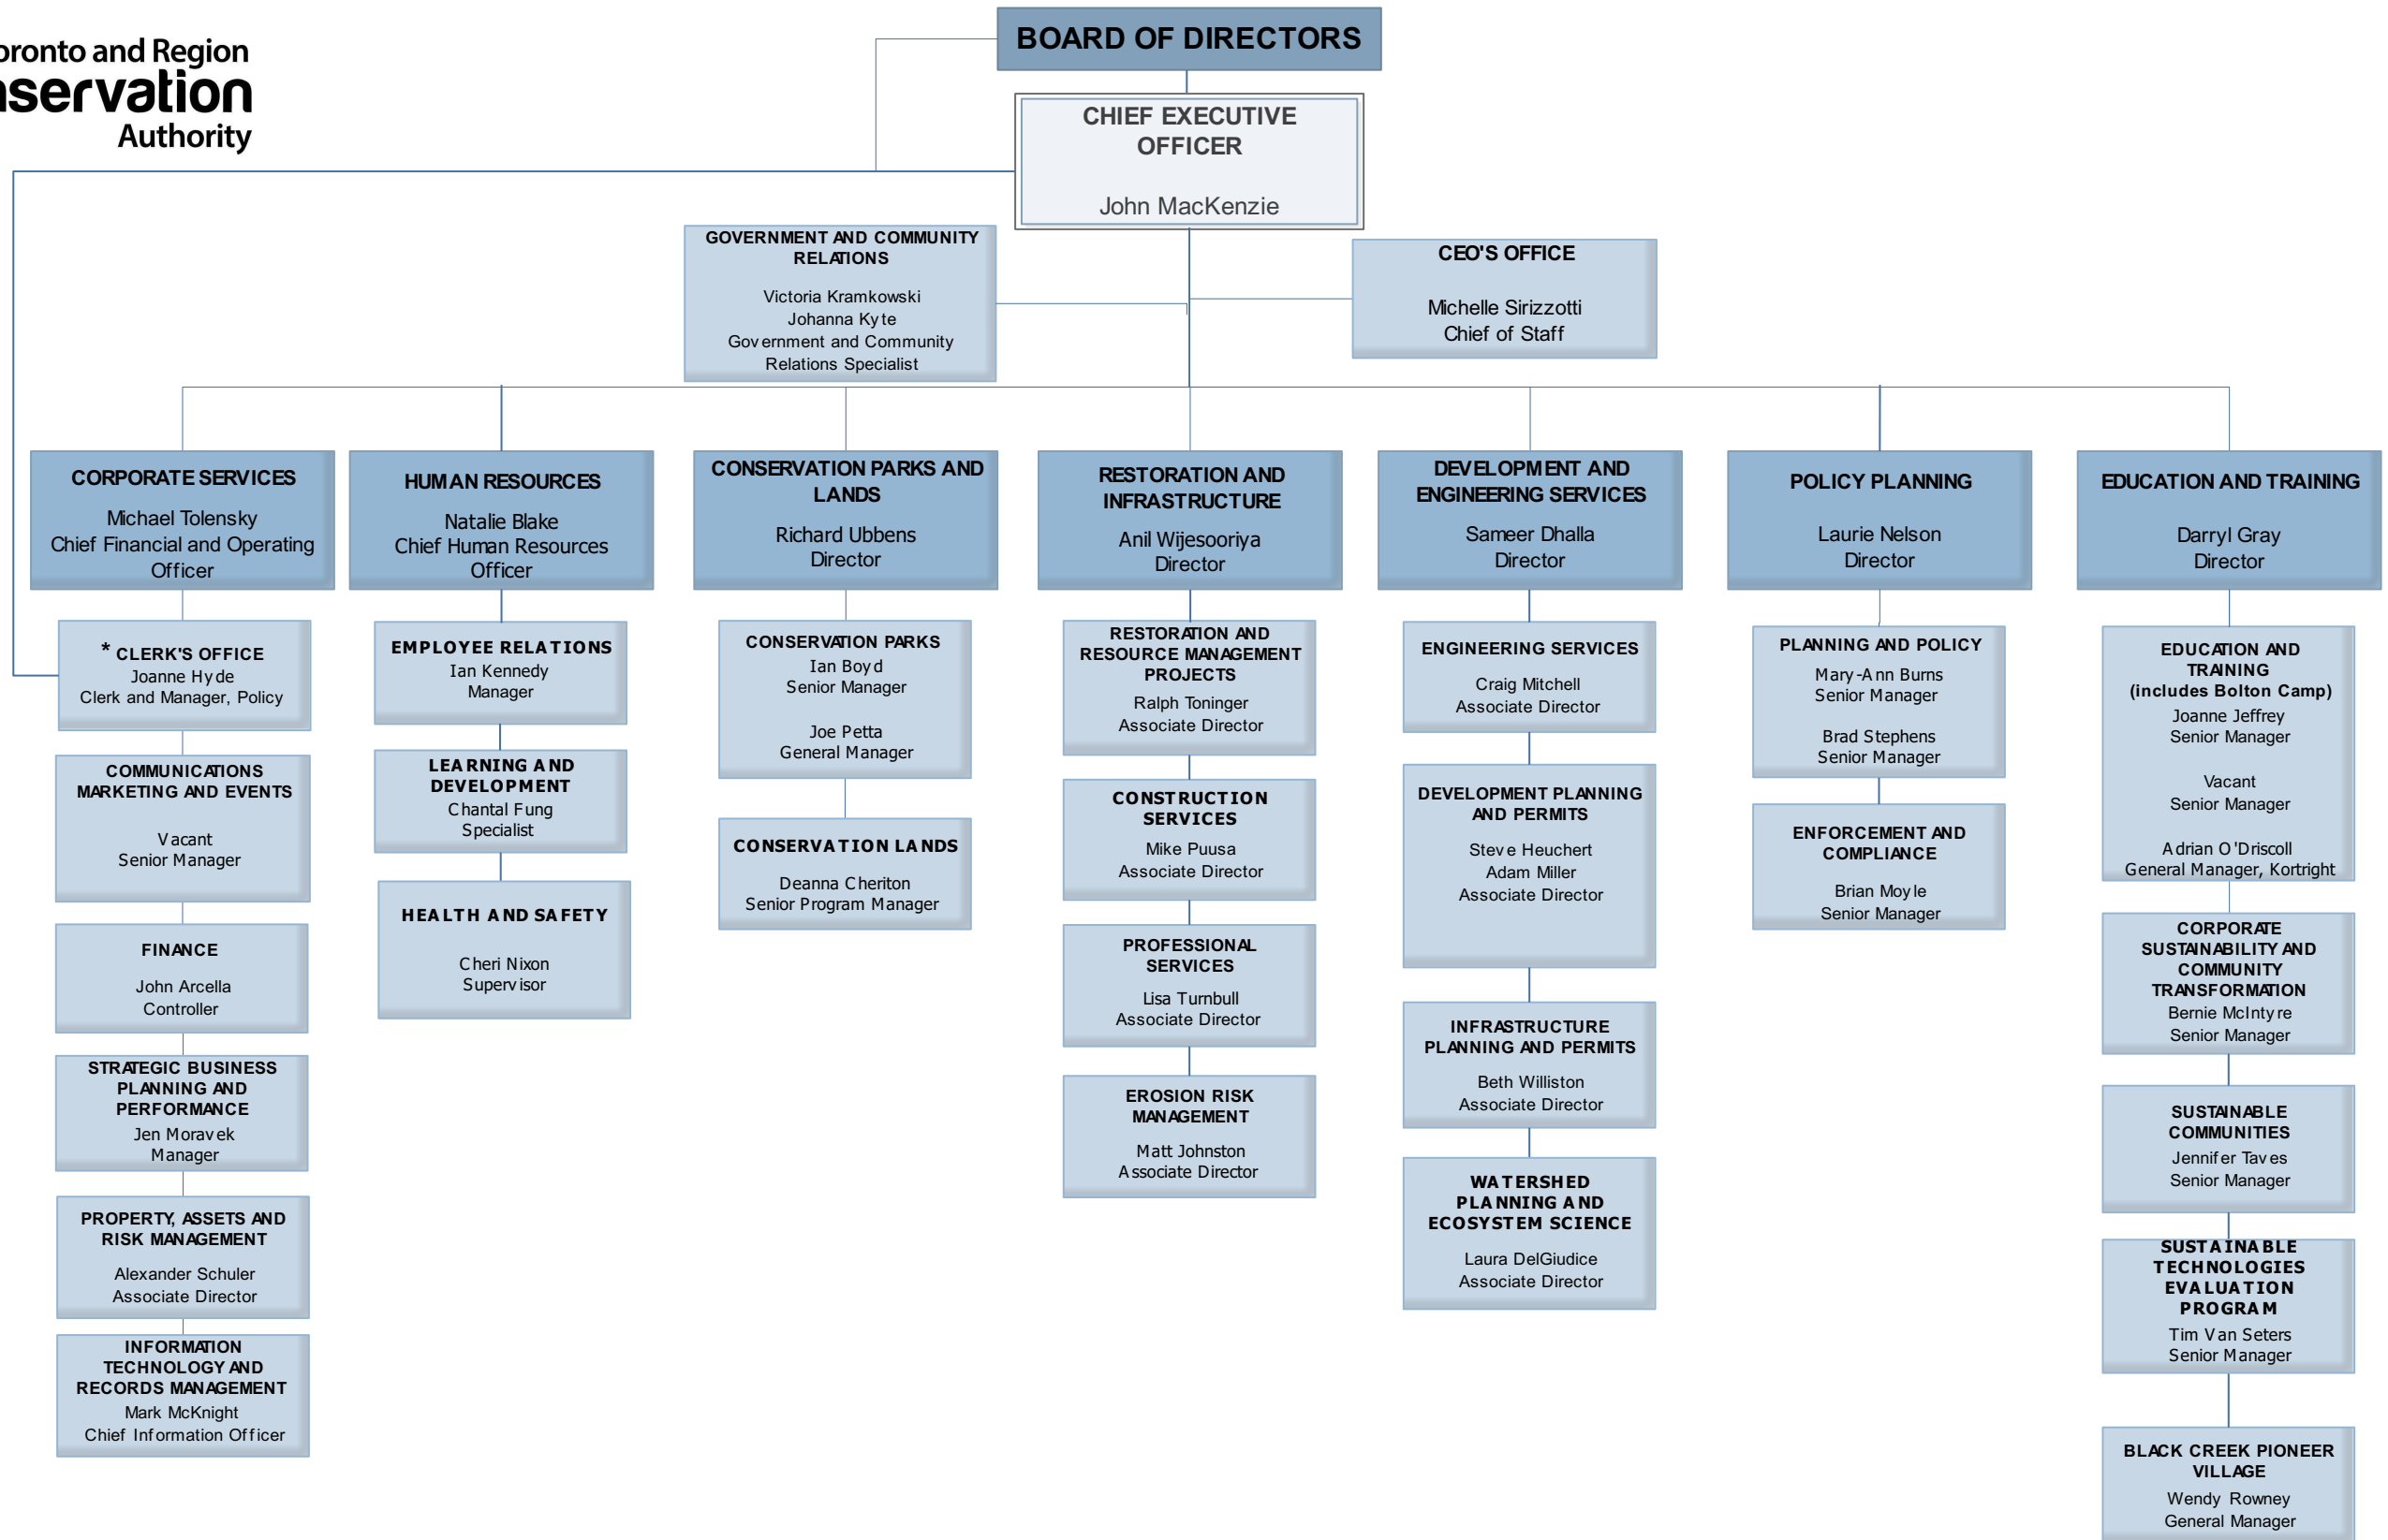 oronto and Region
nservation
Authority
BOARD OF DIRECTORS
CHIEF EXECUTIVE
OFFICER
John MacKenzie
GOVERNMENT AND COMMUNITY
RELATIONS
Victoria Kramkowski
Johanna Kyte
Government and Community
Relations Specialist
CEO'S OFFICE
Michelle Sirizzotti
Chief of Staff
CORPORATE SERVICES
Michael Tolensky
Chief Financial and Operating
Officer
HUMAN RESOURCES
Natalie Blake
Chief Human Resources
Officer
CONSERVATION PARKS AND
LANDS
Richard Ubbens
Director
RESTORATION AND
INFRASTRUCTURE
Anil Wijesooriya
Director
DEVELOPMENT AND
ENGINEERING SERVICES
Sameer Dhalla
Director
POLICY PLANNING
Laurie Nelson
Director
EDUCATION AND TRAINING
Darryl Gray
Director
* CLERK'S OFFICE
Joanne Hyde
Clerk and Manager, Policy
COMMUNICATIONS
MARKETING AND EVENTS
Vacant
Senior Manager
FINANCE
John Arcella
Controller
STRATEGIC BUSINESS
PLANNING AND
PERFORMANCE
Jen Moravek
Manager
PROPERTY, ASSETS AND
RISK MANAGEMENT
Alexander Schuler
Associate Director
INFORMATION
TECHNOLOGY AND
RECORDS MANAGEMENT
Mark McKnight
Chief Information Officer
EMPLOYEE RELATIONS
Ian Kennedy
Manager
LEARNING AND
DEVELOPMENT
Chantal Fung
Specialist
HEALTH AND SAFETY
Cheri Nixon
Supervisor
CONSERVATION PARKS
Ian Boyd
Senior Manager
Joe Petta
General Manager
CONSERVATION LANDS
Deanna Cheriton
Senior Program Manager
RESTORATION AND
RESOURCE MANAGEMENT
PROJECTS
Ralph Toninger
Associate Director
CONSTRUCTION
SERVICES
Mike Puusa
Associate Director
PROFESSIONAL
SERVICES
Lisa Turnbull
Associate Director
EROSION RISK
MANAGEMENT
Matt Johnston
Associate Director
ENGINEERING SERVICES
Craig Mitchell
Associate Director
DEVELOPMENT PLANNING
AND PERMITS
Steve Heuchert
Adam Miller
Associate Director
INFRASTRUCTURE
PLANNING AND PERMITS
Beth Williston
Associate Director
WATERSHED
PLANNING AND
ECOSYSTEM SCIENCE
Laura DelGiudice
Associate Director
PLANNING AND POLICY
Mary-Ann Burns
Senior Manager
Brad Stephens
Senior Manager
ENFORCEMENT AND
COMPLIANCE
Brian Moyle
Senior Manager
EDUCATION AND
TRAINING
(includes Bolton Camp)
Joanne Jeffrey
Senior Manager
Vacant
Senior Manager
Adrian O'Driscoll
General Manager, Kortright
CORPORATE
SUSTAINABILITY AND
COMMUNITY
TRANSFORMATION
Bernie McIntyre
Senior Manager
SUSTAINABLE
COMMUNITIES
Jennifer Taves
Senior Manager
SUSTAINABLE
TECHNOLOGIES
EVALUATION
PROGRAM
Tim Van Seters
Senior Manager
BLACK CREEK PIONEER
VILLAGE
Wendy Rowney
General Manager